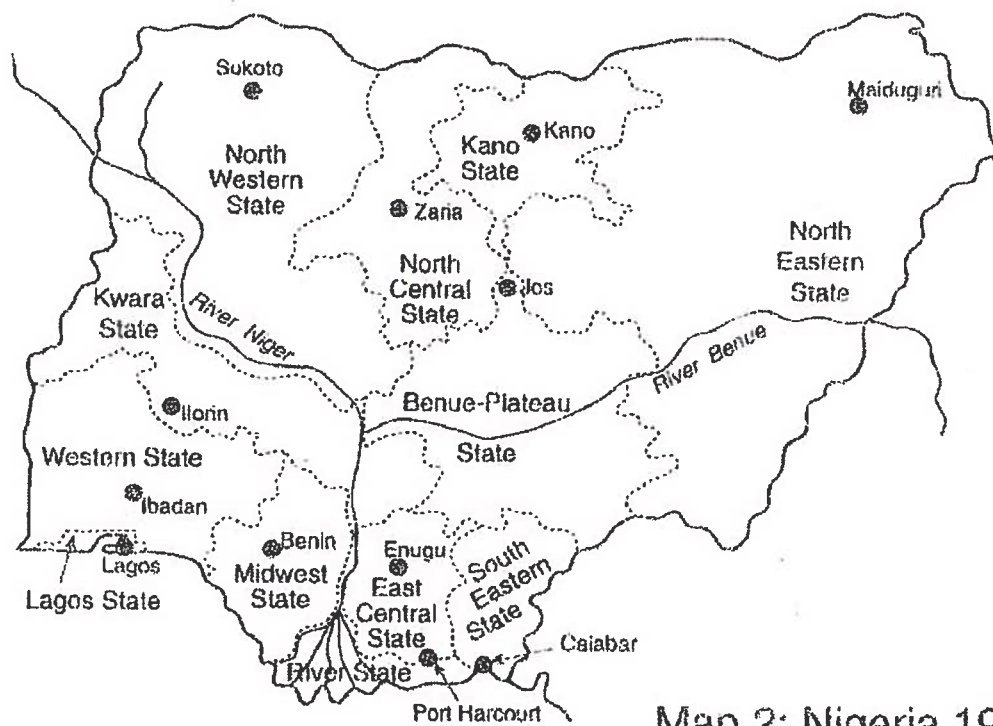 Sokoto
Maiduguri
Kano
Kano
State
North
Western
State
Zaria
North
Eastern
State
North
Central
State
Jos
Kwara
State
River Niger
River Benue
Benue-Plateau
State
Ilorin
Western State
Ibadan
Lagos
Lagos State
Benin
Midwest
State
Enugu
East
Central
State
South
Eastern
State
Calabar
River State
Port Harcourt
Map 2: Nigeria 19